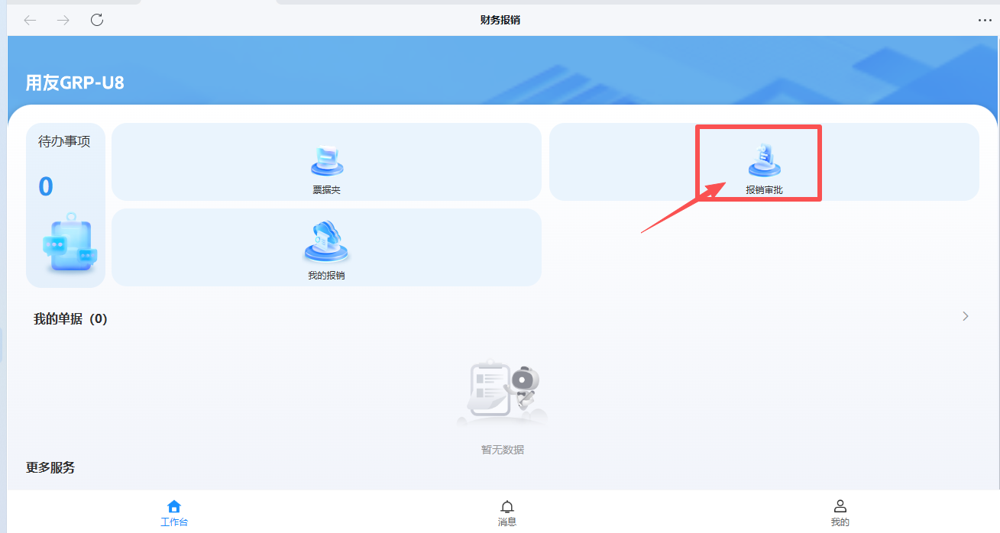 财务报销
用友GRP-U8
待办事项
0
票据夹
报销审批
我的报销
我的单据（0）
暂无数据
更多服务
工作台
消息
我的